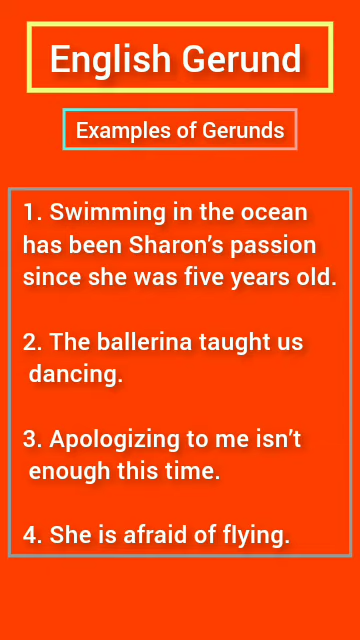 English Gerund
Examples of Gerunds
1. Swimming in the ocean
has been Sharon's passion
since she was five years old.
2. The ballerina taught us
dancing.
3. Apologizing to me isn't
enough this time.
4. She is afraid of flying.